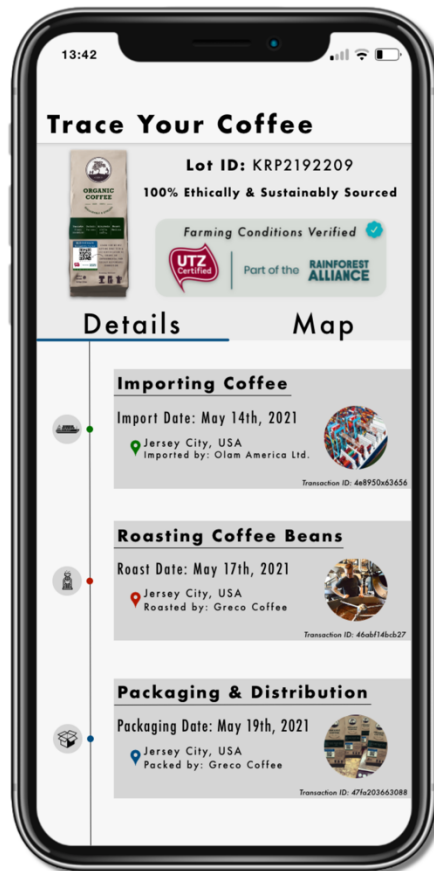 13:42
Trace Your Coffee
Lot ID: KRP2192209
100% Ethically & Sustainably Sourced
ORGANIC
COFFEE
Farming Conditions Verified
UTZ
Certified
Part of the
RAINFOREST
ALLIANCE
Details
Map
Importing Coffee
Import Date: May 14th, 2021
Jersey City, USA
Imported by: Olam America Ltd.
Transaction ID: 4e8950x63656
Roasting Coffee Beans
Roast Date: May 17th, 2021
Jersey City, USA
Roasted by: Greco Coffee
Transaction ID: 46abf14bcb27
Packaging & Distribution
Packaging Date: May 19th, 2021
Jersey City, USA
Packed by: Greco Coffee
Transaction ID: 47fa203663088